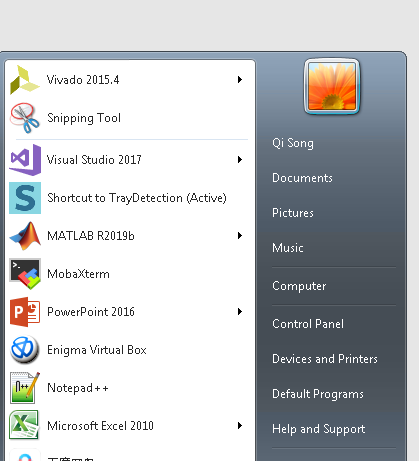 Vivado 2015.4
Snipping Tool
Visual Studio 2017
Shortcut to TrayDetection (Active)
MATLAB R2019b
MobaXterm
PowerPoint 2016
Enigma Virtual Box
Notepad++
Microsoft Excel 2010
Qi Song
Documents
Pictures
Music
Computer
Control Panel
Devices and Printers
Default Programs
Help and Support